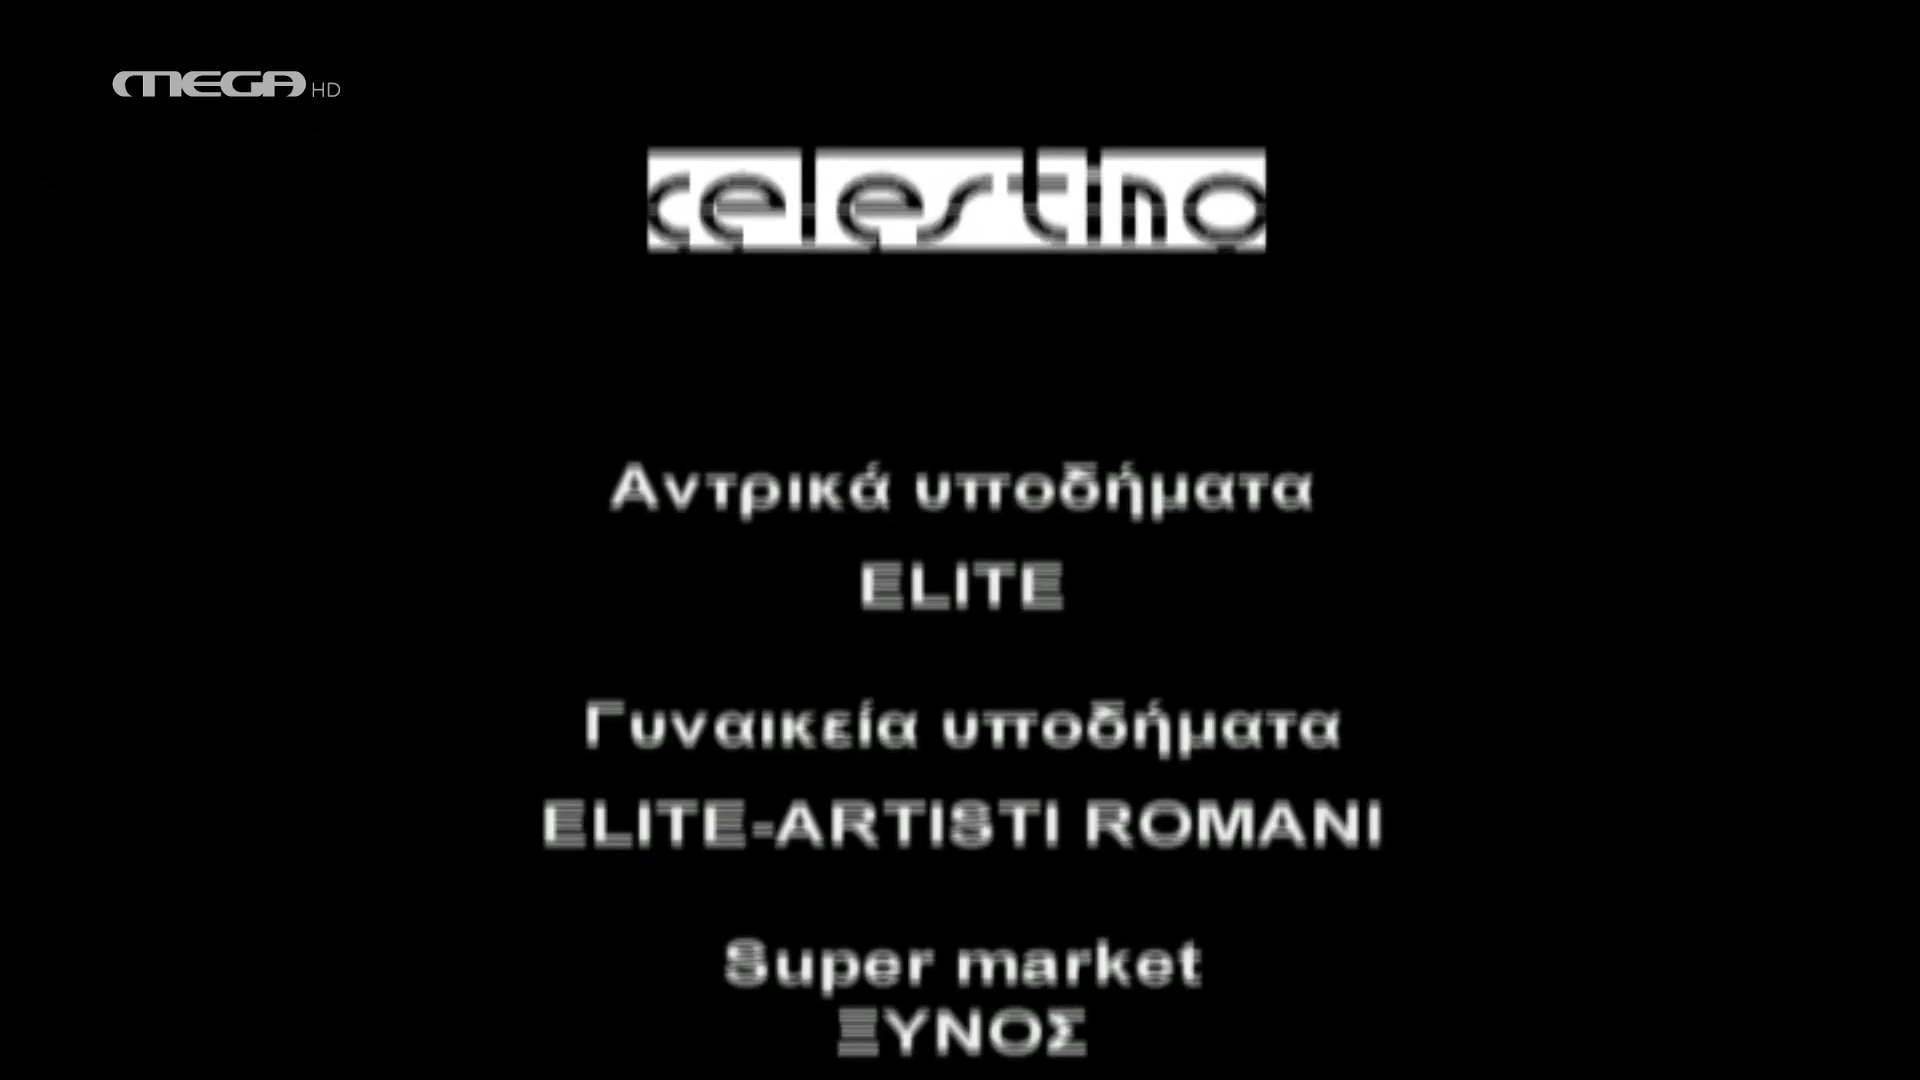 MEGA HD
celestino
Αντρικά υποδήματα
ELITE
Γυναικεία υποδήματα
ELITE-ARTISTI ROMANI
Super market
ΞΥΝΟΣ